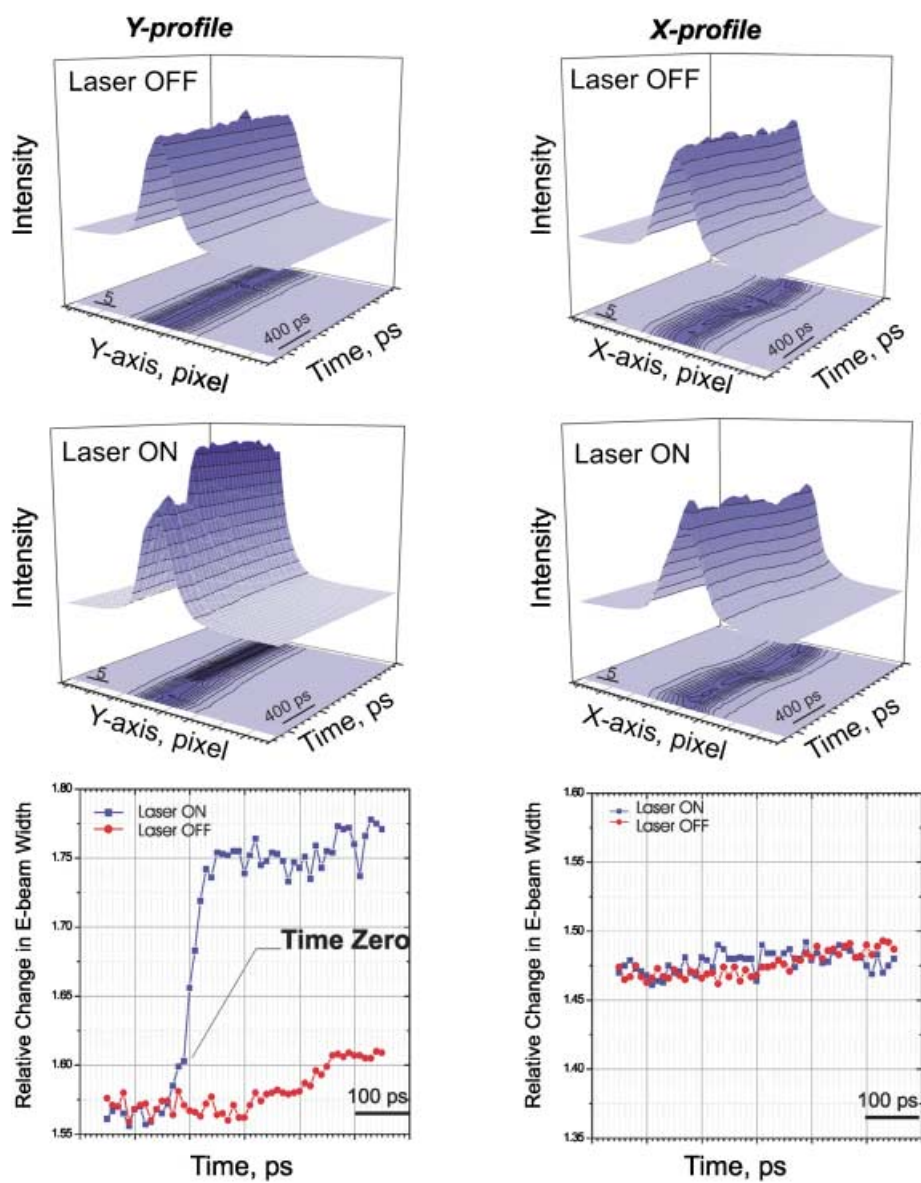 Y-profile
X-profile
Laser OFF
Intensity
5
Y-axis, pixel
400 ps
Time, ps
Laser OFF
Intensity
5
X-axis, pixel
400 ps
Time, ps
Laser ON
Intensity
5
Y-axis, pixel
400 ps
Time, ps
Laser ON
Intensity
5
X-axis, pixel
400 ps
Time, ps
Relative Change in E-beam Width
1.80
1.75
1.70
1.65
1.60
1.55
Laser ON
Laser OFF
Time Zero
100 ps
Time, ps
Relative Change in E-beam Width
1.60
1.55
1.50
1.45
1.40
1.35
Laser ON
Laser OFF
100 ps
Time, ps